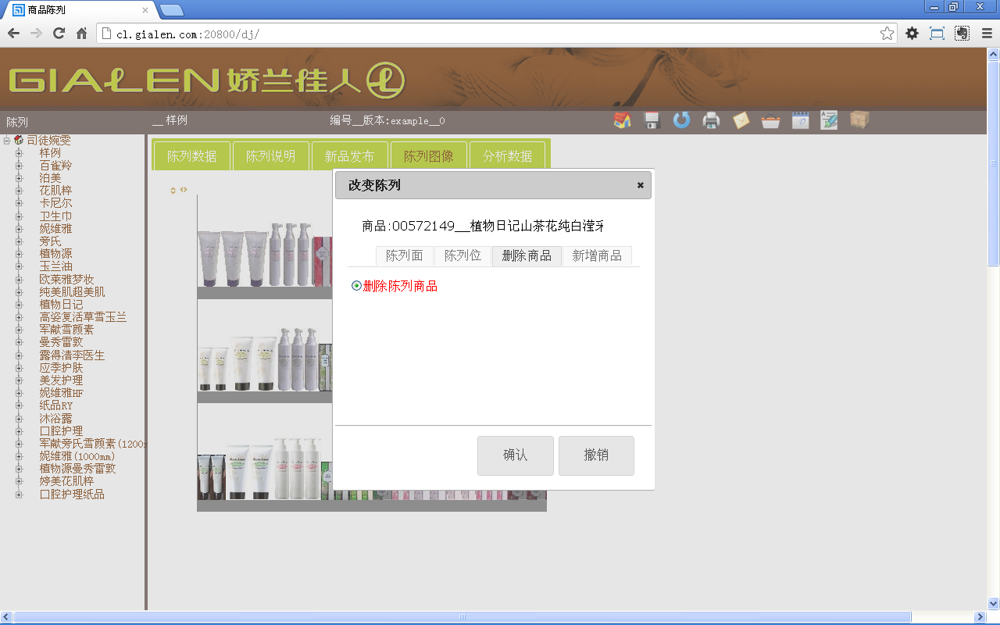 商品陈列
cl.gialen.com:20800/dj/
GIALEN 娇兰佳人
陈列
__样例
编号__版本:example__0
司徒婉雯
样例
百雀羚
泊美
花肌粹
卡尼尔
卫生巾
妮维雅
旁氏
植物源
玉兰油
欧莱雅梦妆
纯美肌超美肌
植物日记
高姿复活草雪玉兰
军献雪颜素
曼秀雷敦
露得清李医生
应季护肤
美发护理
妮维雅HF
纸品RY
沐浴露
口腔护理
军献旁氏雪颜素(1200
妮维雅(1000mm)
植物源曼秀雷敦
婷美花肌粹
口腔护理纸品
陈列数据
陈列说明
新品发布
陈列图像
分析数据
改变陈列
商品:00572149__植物日记山茶花纯白滢采
陈列面
陈列位
删除商品
新增商品
删除陈列商品
确认
撤销